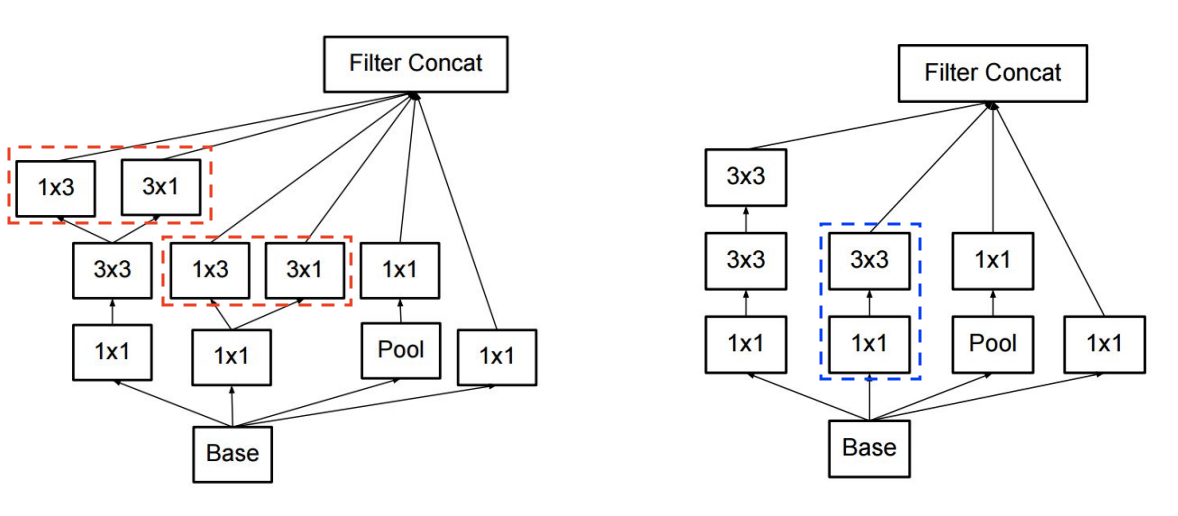 Filter Concat
1x3
3x1
3x3
1x3
3x1
1x1
1x1
1x1
Pool
1x1
Base
Filter Concat
3x3
3x3
3x3
1x1
1x1
1x1
Pool
1x1
Base